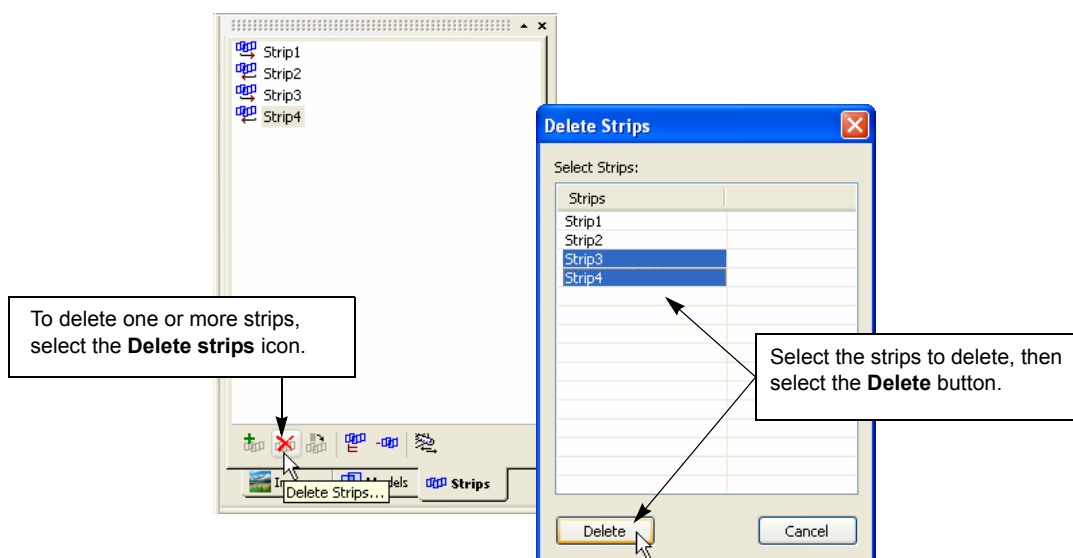 Strip1
Strip2
Strip3
Strip4
To delete one or more strips,
select the Delete strips icon.
Delete Strips...
Strips
Delete Strips
Select Strips:
Strips
Strip1
Strip2
Strip3
Strip4
Select the strips to delete, then
select the Delete button.
Delete
Cancel